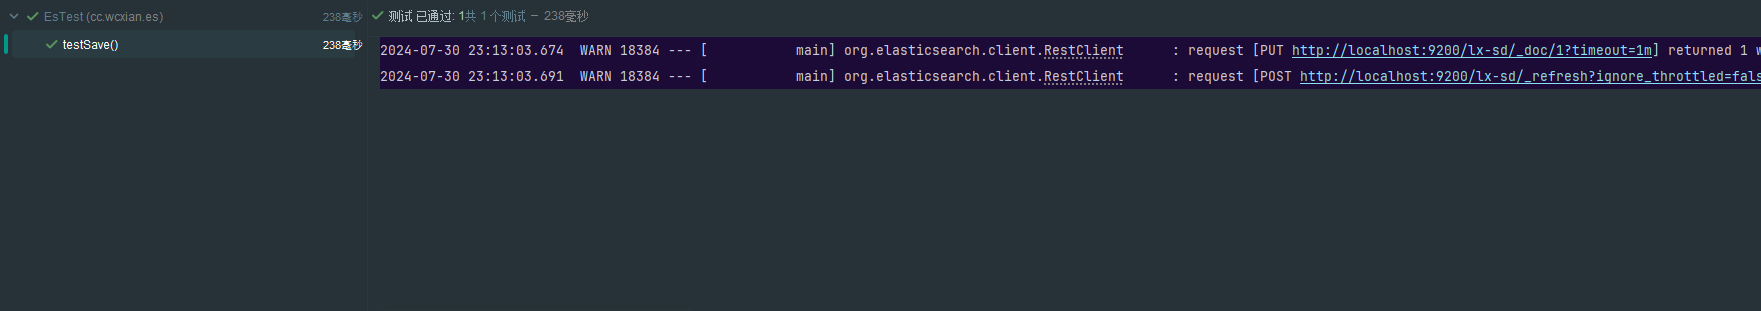 EsTest (cc.wcxian.es) 238毫秒
testSave() 238毫秒
测试 已通过: 1共 1 个测试 – 238毫秒
2024-07-30 23:13:03.674  WARN 18384 --- [           main] org.elasticsearch.client.RestClient      : request [PUT http://localhost:9200/lx-sd/_doc/1?timeout=1m] returned 1 w
2024-07-30 23:13:03.691  WARN 18384 --- [           main] org.elasticsearch.client.RestClient      : request [POST http://localhost:9200/lx-sd/_refresh?ignore_throttled=fals